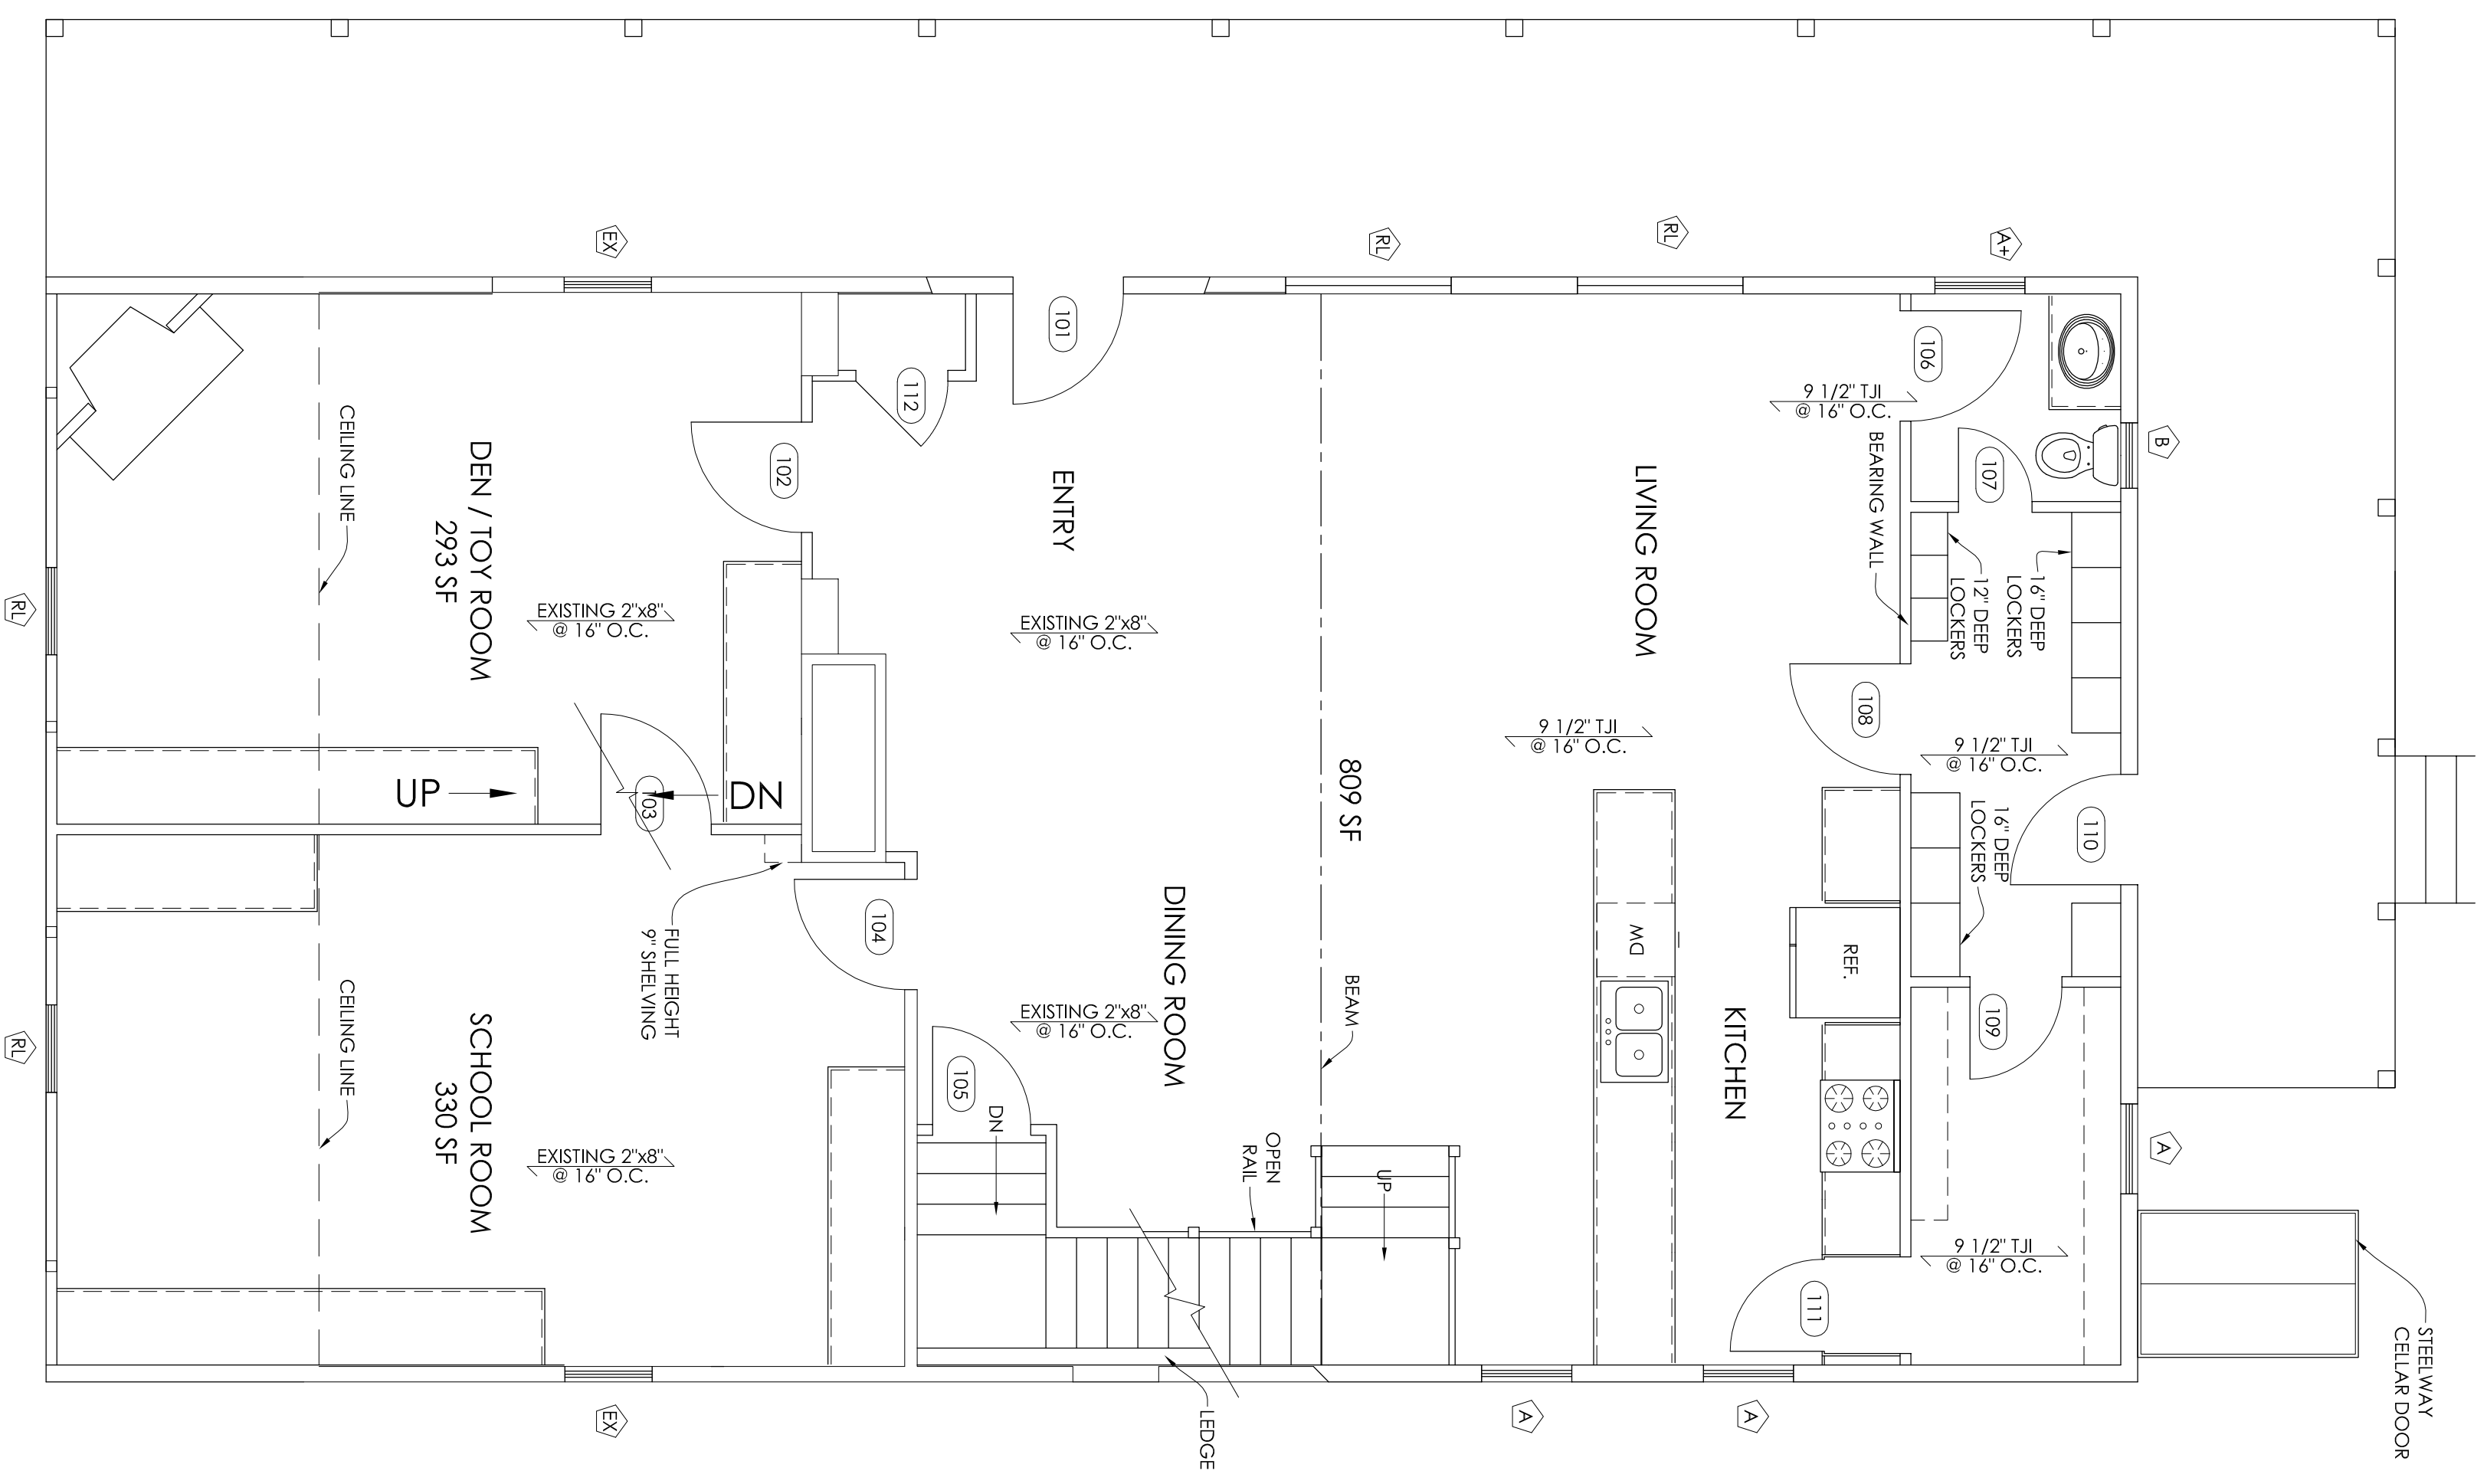 EX
RL
RL
A+
101
112
106
107
B
102
9 1/2" TJI
@ 16" O.C.
BEARING WALL
CEILING LINE
DEN / TOY ROOM
293 SF
ENTRY
LIVING ROOM
16" DEEP
LOCKERS
12" DEEP
LOCKERS
EXISTING 2"x8"
@ 16" O.C.
EXISTING 2"x8"
@ 16" O.C.
RL
108
9 1/2" TJI
@ 16" O.C.
9 1/2" TJI
@ 16" O.C.
UP
103
DN
809 SF
110
16" DEEP
LOCKERS
104
FULL HEIGHT
9" SHELVING
DINING ROOM
DW
REF.
CEILING LINE
SCHOOL ROOM
330 SF
EXISTING 2"x8"
@ 16" O.C.
BEAM
KITCHEN
109
RL
105
DN
OPEN
RAIL
UP
A
EXISTING 2"x8"
@ 16" O.C.
9 1/2" TJI
@ 16" O.C.
111
STEELWAY
CELLAR DOOR
EX
LEDGE
A
A